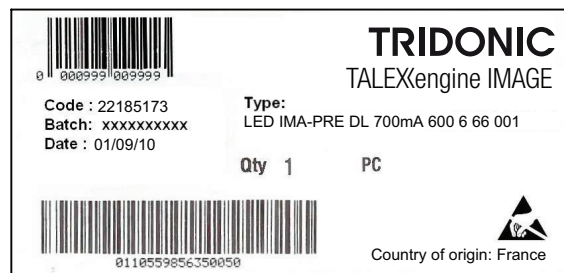 TRIDONIC
TALEXXengine IMAGE
0 000999 009999
Code : 22185173
Batch: xxxxxxxxxx
Date : 01/09/10
Type:
LED IMA-PRE DL 700mA 600 6 66 001
Qty 1 PC
0110559856350050
Country of origin: France